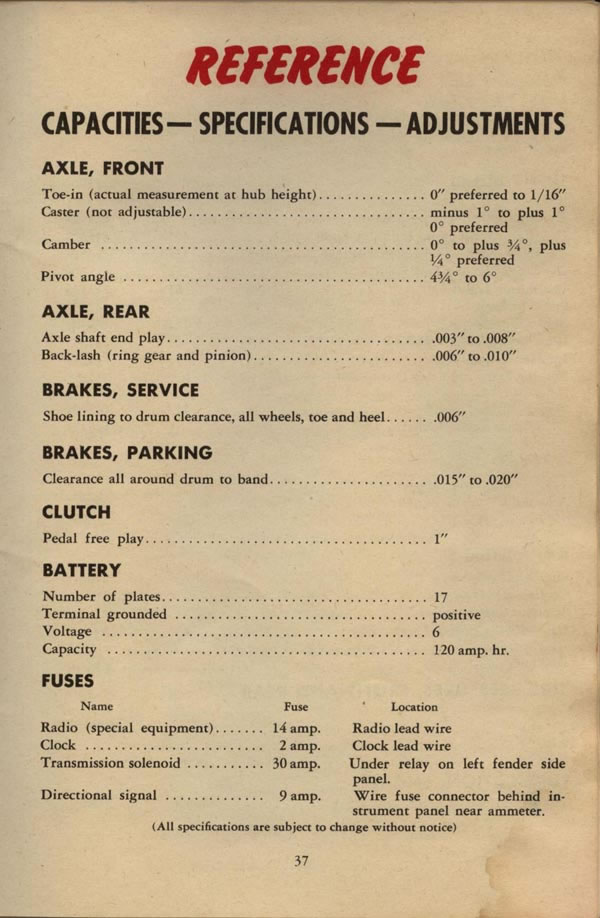 REFERENCE
CAPACITIES— SPECIFICATIONS — ADJUSTMENTS
AXLE, FRONT
Toe-in (actual measurement at hub height)............... 0″ preferred to 1/16″
Caster (not adjustable)................................. minus 1° to plus 1°
0° preferred
Camber ............................................. 0° to plus ¾°, plus
¼° preferred
Pivot angle .......................................... 4¾° to 6°
AXLE, REAR
Axle shaft end play.................................... .003″ to .008″
Back-lash (ring gear and pinion)........................ .006″ to .010″
BRAKES, SERVICE
Shoe lining to drum clearance, all wheels, toe and heel...... .006″
BRAKES, PARKING
Clearance all around drum to band...................... .015″ to .020″
CLUTCH
Pedal free play....................................... 1″
BATTERY
Number of plates..................................... 17
Terminal grounded ................................... positive
Voltage ............................................. 6
Capacity ............................................ 120 amp. hr.
FUSES
Name Fuse Location
Radio (special equipment)....... 14 amp. Radio lead wire
Clock ..................... 2 amp. Clock lead wire
Transmission solenoid ........... 30 amp. Under relay on left fender side
panel.
Directional signal .............. 9 amp. Wire fuse connector behind in-
strument panel near ammeter.
(All specifications are subject to change without notice)
37